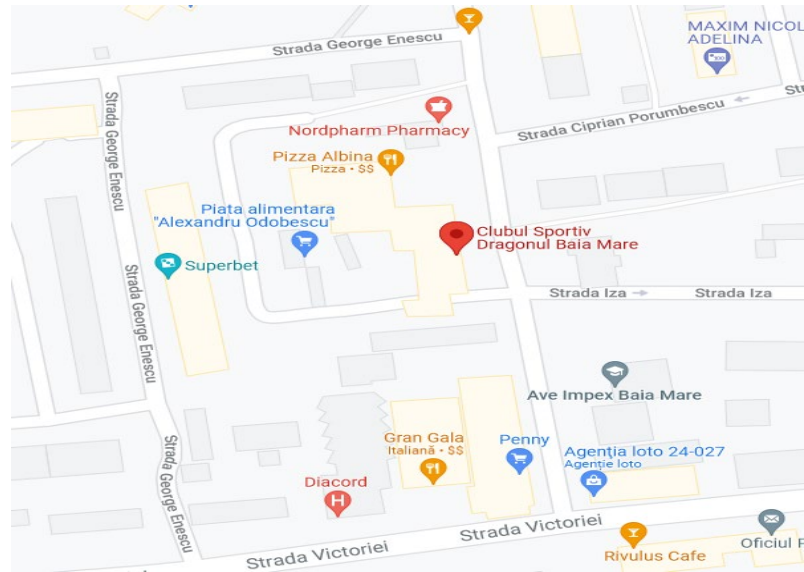 MAXIM NICOL
ADELINA
Strada George Enescu
Strada George Enescu
Strada Ciprian Porumbescu ←
Nordpharm Pharmacy
Pizza Albina
Pizza • $$
Piata alimentara
"Alexandru Odobescu"
Clubul Sportiv
Dragonul Baia Mare
Superbet
Strada George Enescu
Strada Iza →
Strada Iza
Ave Impex Baia Mare
Gran Gala
Italiană • $$
Penny
Agenția loto 24-027
Agenție loto
Strada George Enescu
Diacord
H
Strada Victoriei
Strada Victoriei
Rivulus Cafe
Oficiul P